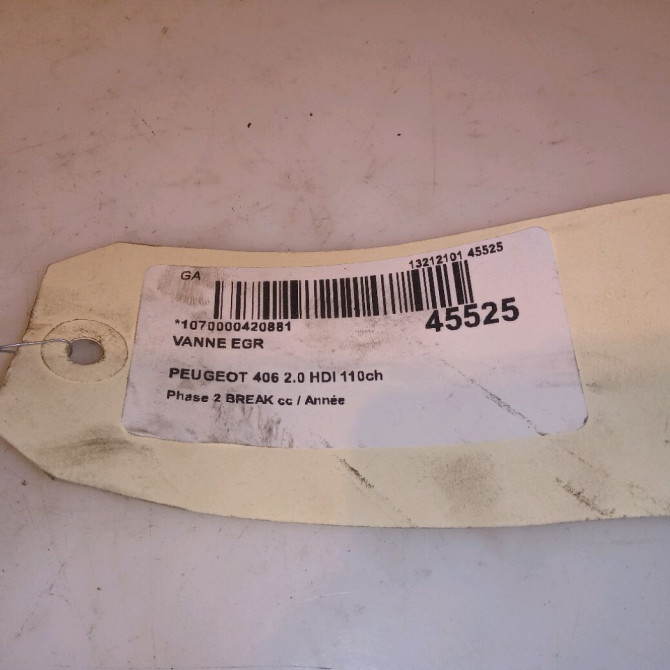 GA
13212101 45525
*1070000420881
45525
VANNE EGR
PEUGEOT 406 2.0 HDI 110ch
Phase 2 BREAK cc / Année